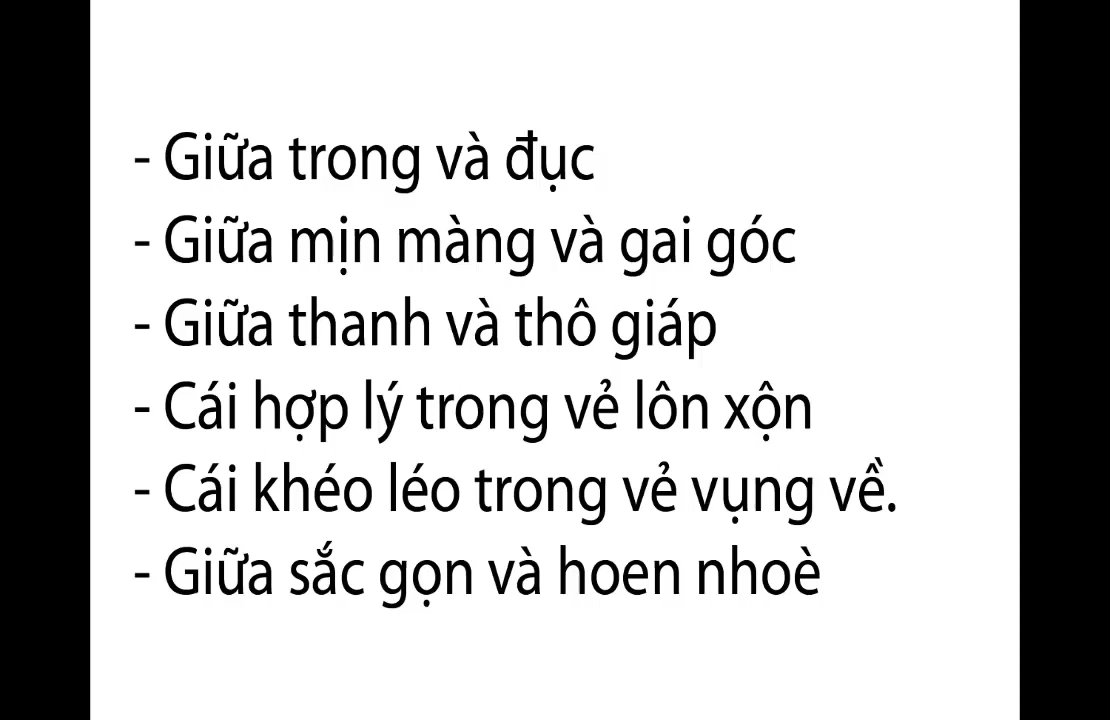 - Giữa trong và đục
- Giữa mịn màng và gai góc
- Giữa thanh và thô giáp
- Cái hợp lý trong vẻ lôn xộn
- Cái khéo léo trong vẻ vụng về.
- Giữa sắc gọn và hoen nhoè